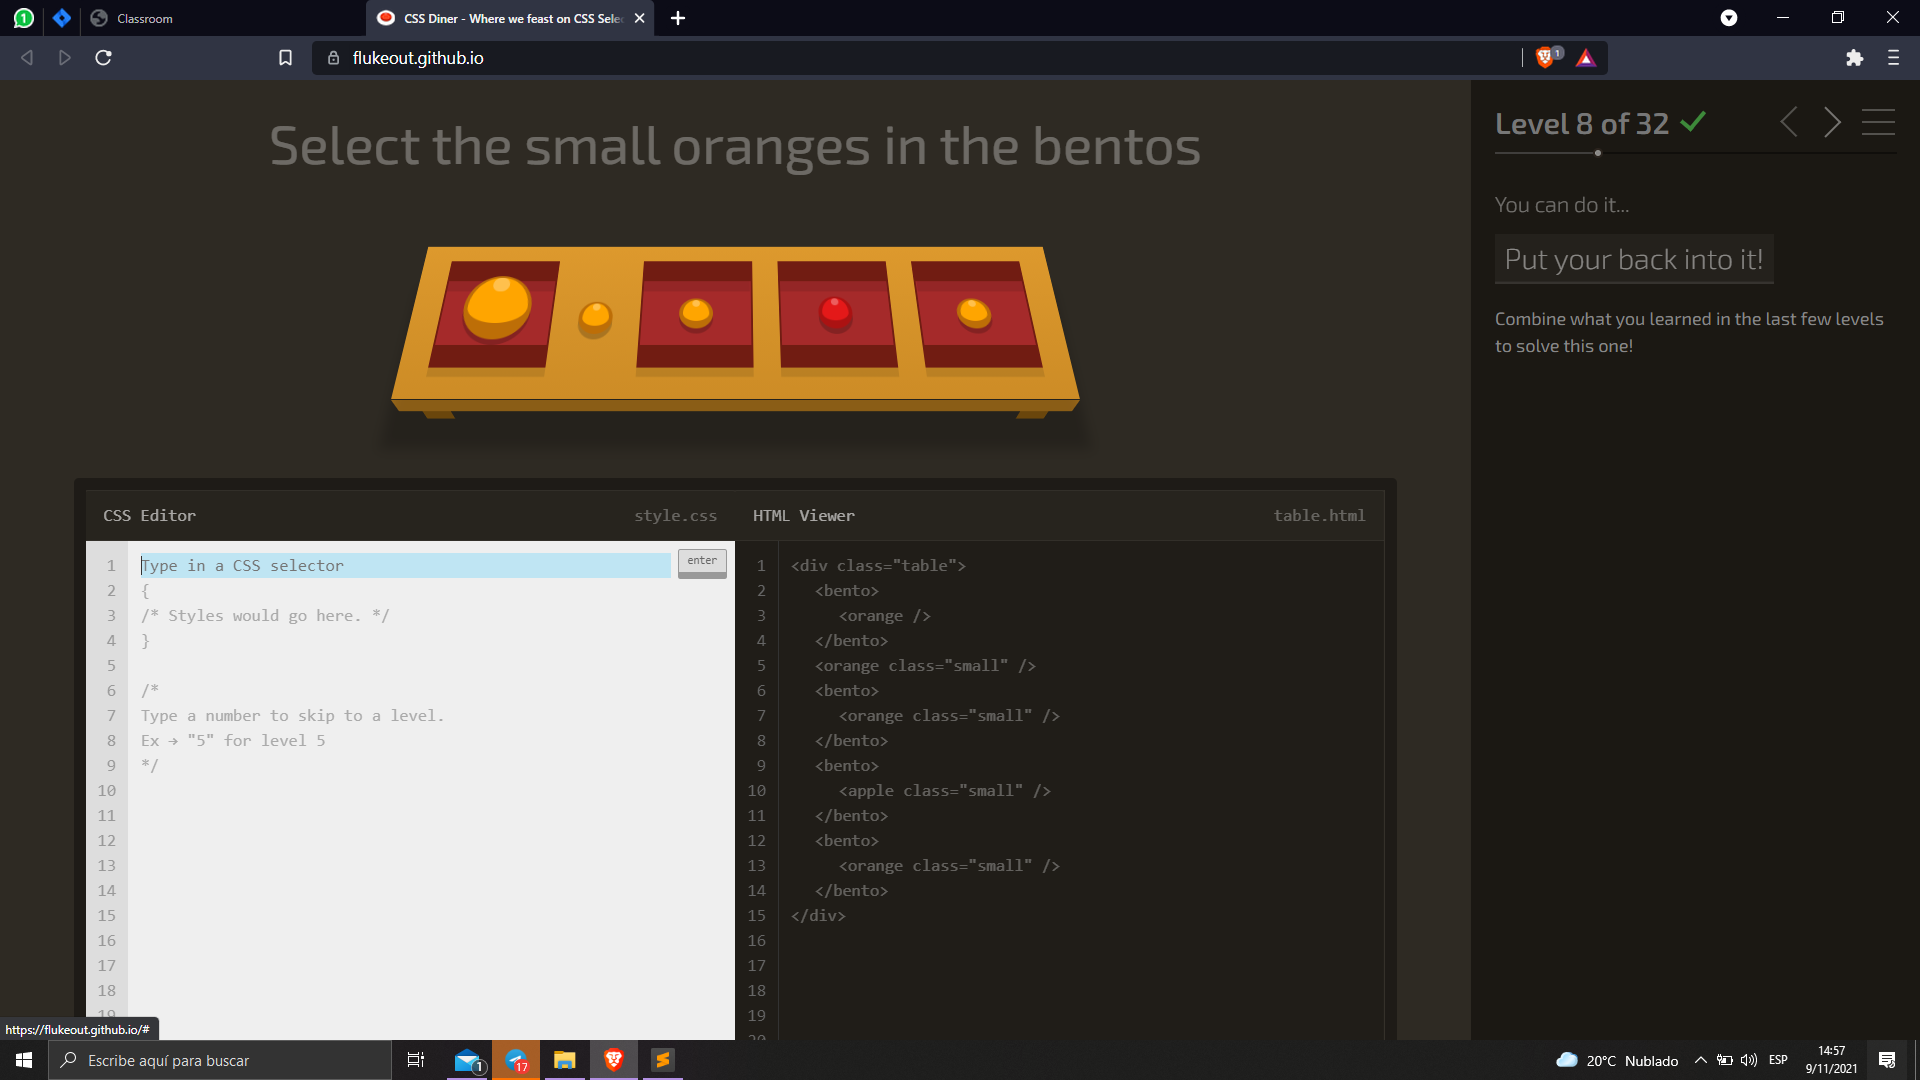 1
Classroom
CSS Diner - Where we feast on CSS Sele
flukeout.github.io
1
Select the small oranges in the bentos
Level 8 of 32
You can do it...
Put your back into it!
Combine what you learned in the last few levels
to solve this one!
CSS Editor
style.css
1 Type in a CSS selector
enter
2 {
3 /* Styles would go here. */
4 }
5
6 /*
7 Type a number to skip to a level.
8 Ex → "5" for level 5
9 */
10
11
12
13
14
15
16
17
18
19
HTML Viewer
table.html
1 <div class="table">
2 <bento>
3 <orange />
4 </bento>
5 <orange class="small" />
6 <bento>
7 <orange class="small" />
8 </bento>
9 <bento>
10 <apple class="small" />
11 </bento>
12 <bento>
13 <orange class="small" />
14 </bento>
15 </div>
16
17
18
19
20
https://flukeout.github.io/#
Escribe aquí para buscar
1
17
20°C Nublado
ESP
14:57
9/11/2021